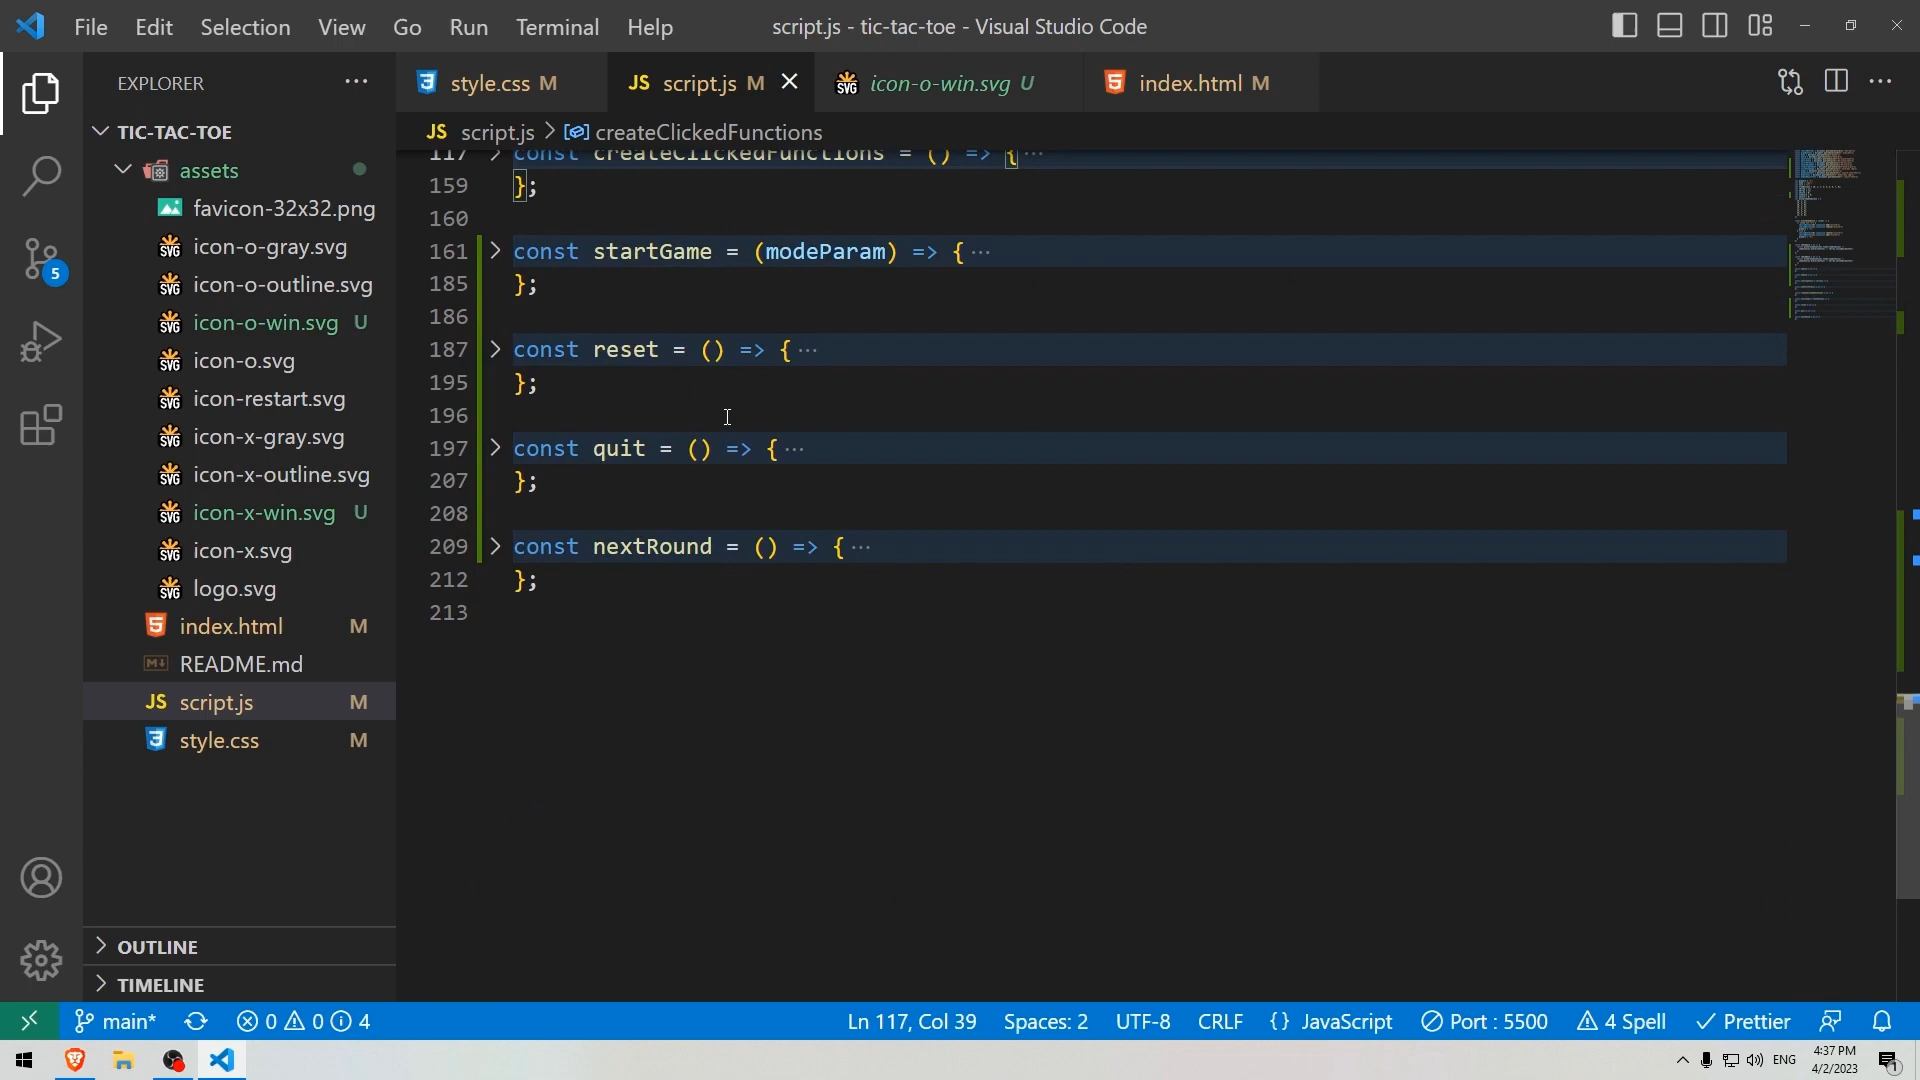 File Edit Selection View Go Run Terminal Help
script.js - tic-tac-toe - Visual Studio Code
EXPLORER
TIC-TAC-TOE
assets
favicon-32x32.png
icon-o-gray.svg
icon-o-outline.svg
icon-o-win.svg U
icon-o.svg
icon-restart.svg
icon-x-gray.svg
icon-x-outline.svg
icon-x-win.svg U
icon-x.svg
logo.svg
index.html M
README.md
script.js M
style.css M
OUTLINE
TIMELINE
5
style.css M
JS script.js M
icon-o-win.svg U
index.html M
JS script.js > createClickedFunctions
117 const createClickedFunctions = () => { ...
159 };
160
161 const startGame = (modeParam) => { ...
185 };
186
187 const reset = () => { ...
195 };
196
197 const quit = () => { ...
207 };
208
209 const nextRound = () => { ...
212 };
213
main* 0 0 4 Ln 117, Col 39 Spaces: 2 UTF-8 CRLF {} JavaScript Port : 5500 4 Spell Prettier
ENG
4:37 PM
4/2/2023
1